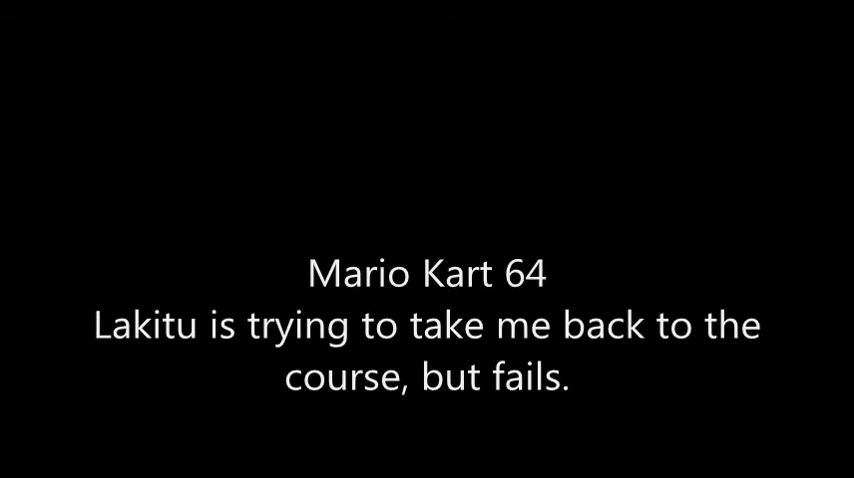 Mario Kart 64
Lakitu is trying to take me back to the
course, but fails.